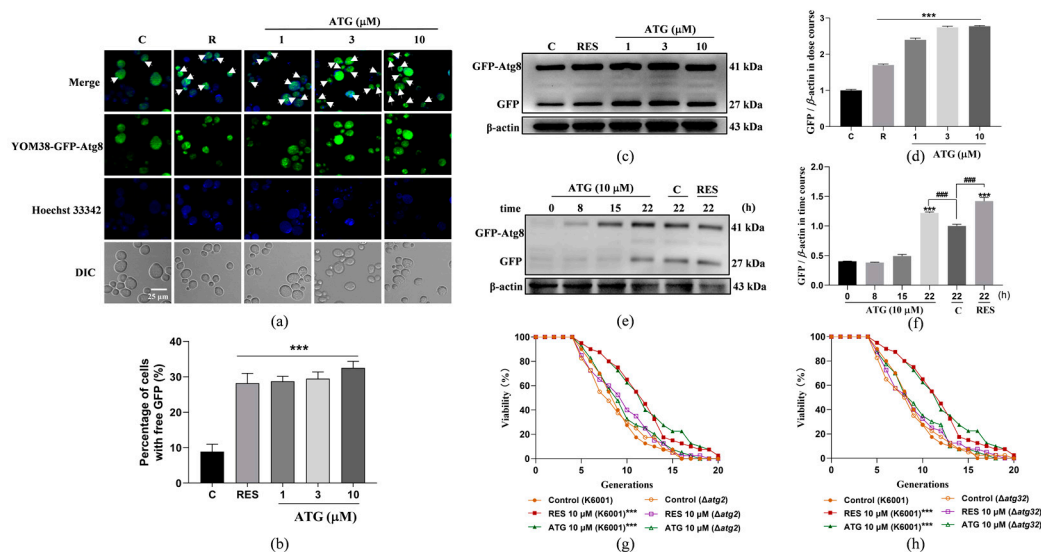 ATG (μM)
C R 1 3 10
Merge
YOM38-GFP-Atg8
Hoechst 33342
DIC
25 μm
(a)
Percentage of cells
with free GFP (%)
40
30
20
10
0
***
C RES 1 3 10
ATG (μM)
(b)
ATG (μM)
C RES 1 3 10
GFP-Atg8 41 kDa
GFP 27 kDa
β-actin 43 kDa
(c)
GFP / β-actin in dose course
3
2
1
0
***
C R 1 3 10
ATG (μM)
(d)
ATG (10 μM) C RES
time 0 8 15 22 22 22 (h)
GFP-Atg8 41 kDa
GFP 27 kDa
β-actin 43 kDa
(e)
GFP / β-actin in time course
2.0
1.5
1.0
0.5
0.0
***
###
###
***
0 8 15 22 22 22 (h)
ATG (10 μM) C RES
(f)
Viability (%)
100
80
60
40
20
0
0 5 10 15 20
Generations
Control (K6001) Control (Δatg2)
RES 10 μM (K6001)*** RES 10 μM (Δatg2)
ATG 10 μM (K6001)*** ATG 10 μM (Δatg2)
(g)
Viability (%)
100
80
60
40
20
0
0 5 10 15 20
Generations
Control (K6001) Control (Δatg32)
RES 10 μM (K6001)*** RES 10 μM (Δatg32)
ATG 10 μM (K6001)*** ATG 10 μM (Δatg32)
(h)